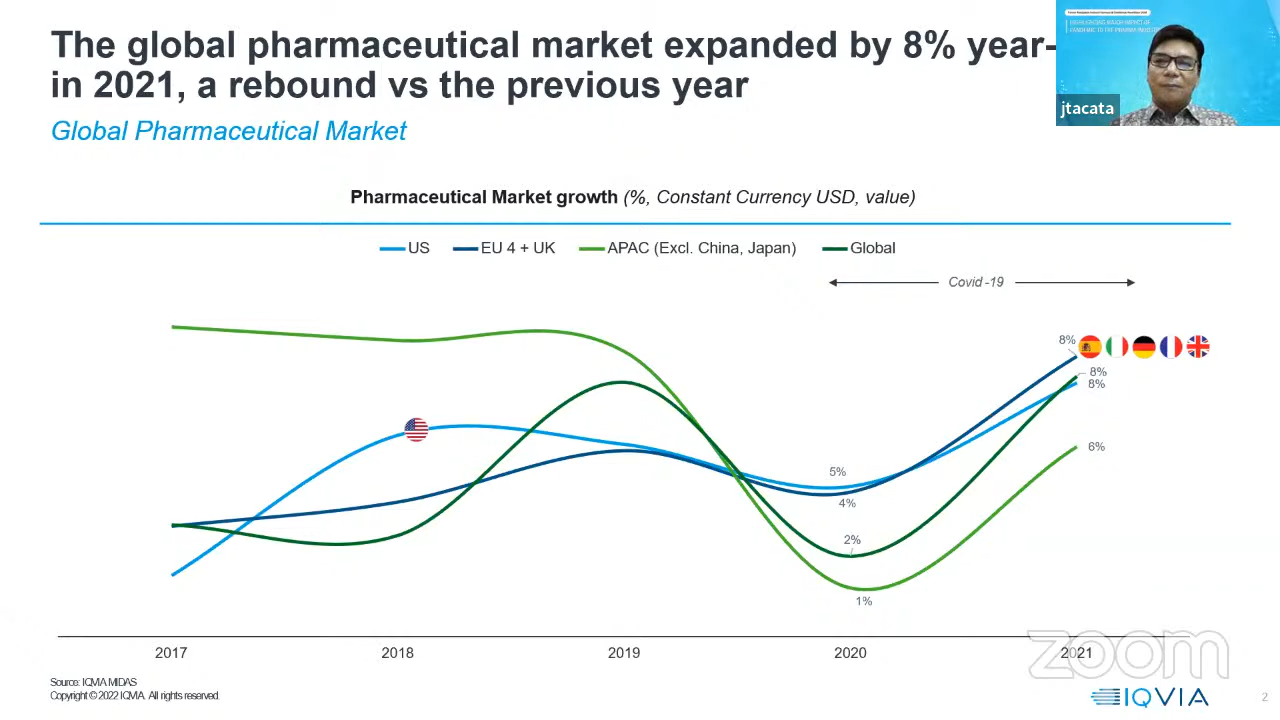 The global pharmaceutical market expanded by 8% year-
in 2021, a rebound vs the previous year
Global Pharmaceutical Market
jtacata
Pharmaceutical Market growth (%, Constant Currency USD, value)
US
EU 4 + UK
APAC (Excl. China, Japan)
Global
Covid -19
8%
8%
8%
6%
5%
4%
2%
1%
2017
2018
2019
2020
2021
zoom
Source: IQVIA MIDAS
Copyright © 2022 IQVIA. All rights reserved.
IQVIA
2